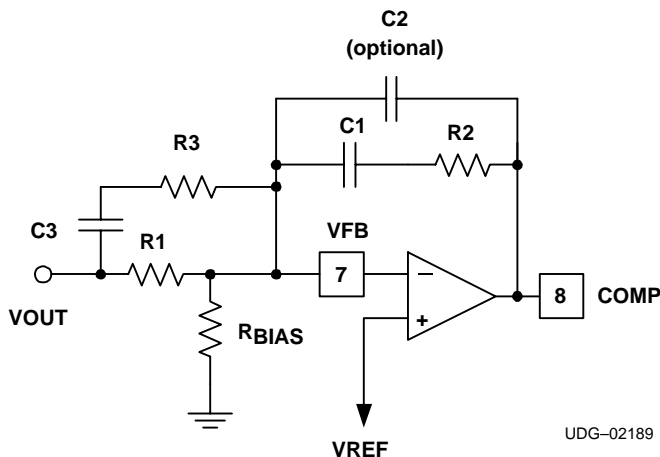 C2
(optional)
C1
R2
R3
C3
R1
VFB
7
−
+
8
COMP
VOUT
RBIAS
VREF
UDG–02189